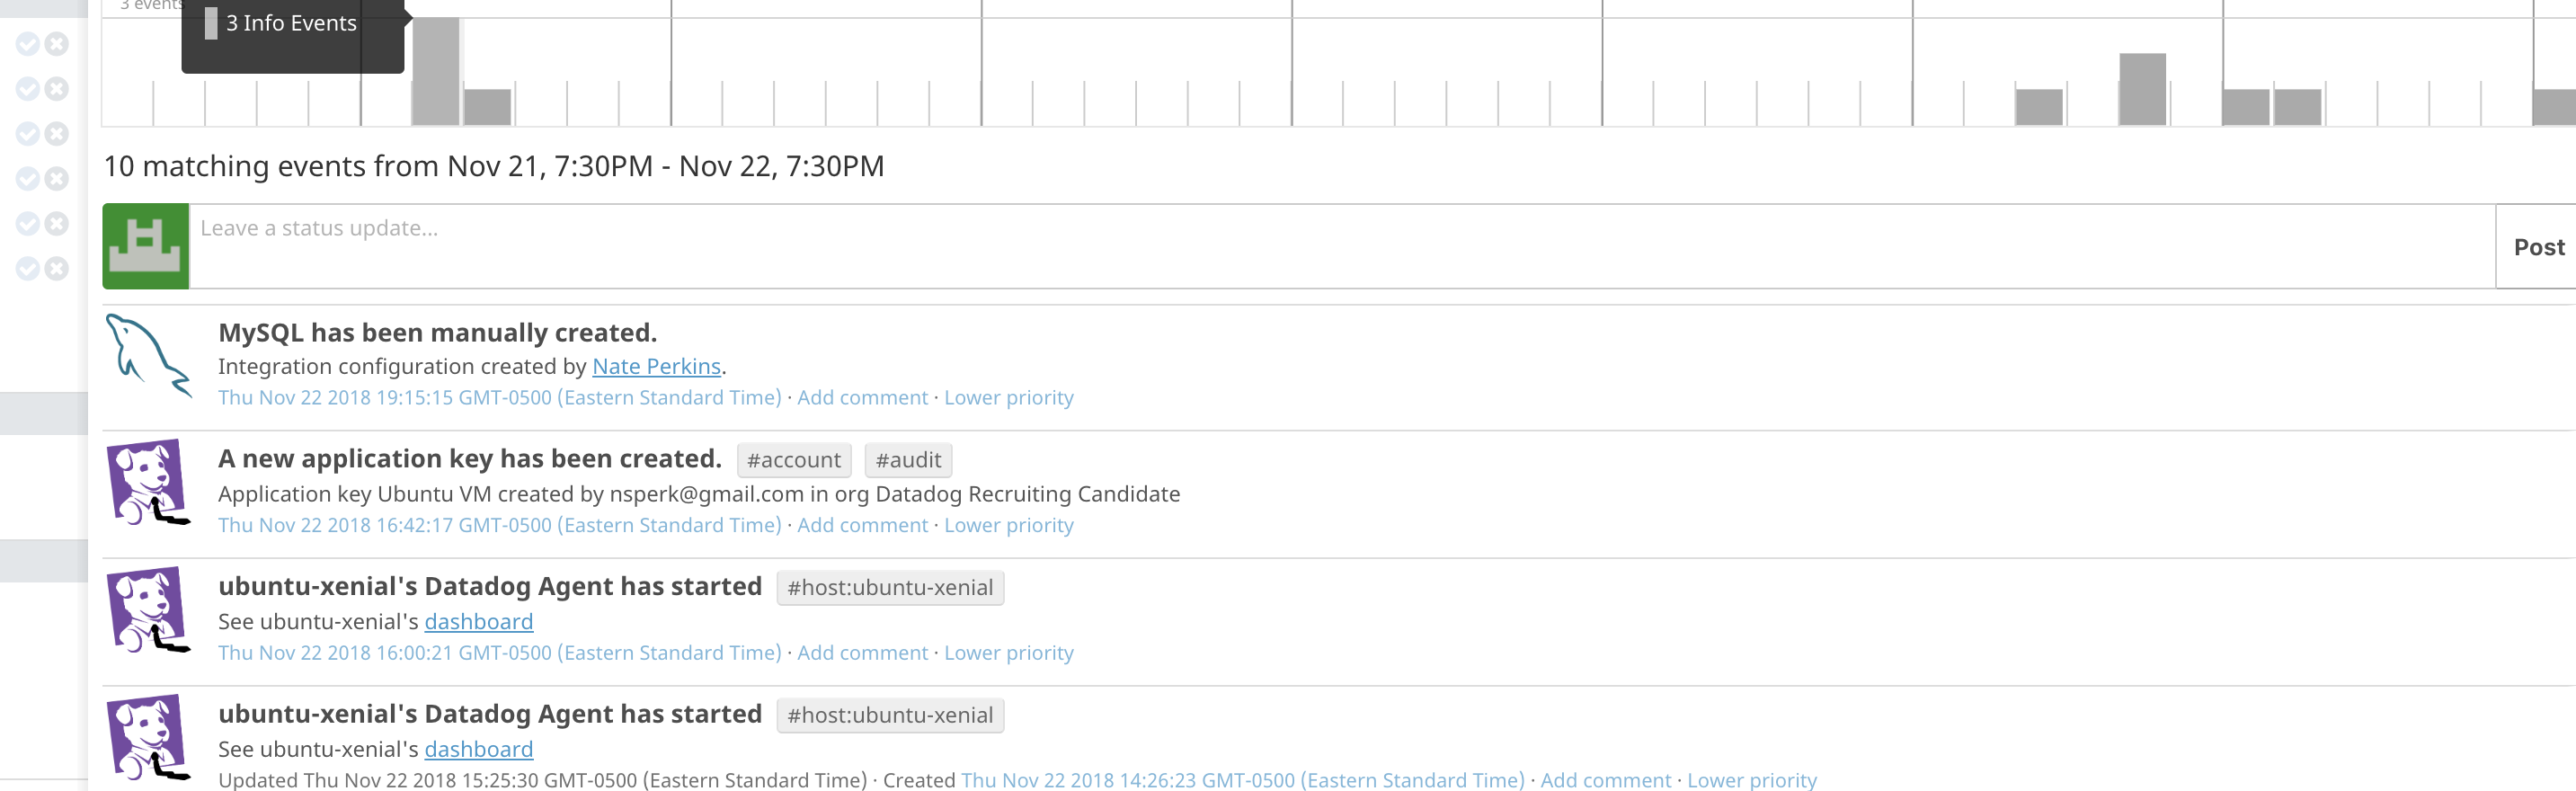 3 events
3 Info Events
10 matching events from Nov 21, 7:30PM - Nov 22, 7:30PM
Leave a status update...
Post
MySQL has been manually created.
Integration configuration created by Nate Perkins.
Thu Nov 22 2018 19:15:15 GMT-0500 (Eastern Standard Time) · Add comment · Lower priority
A new application key has been created. #account #audit
Application key Ubuntu VM created by nsperk@gmail.com in org Datadog Recruiting Candidate
Thu Nov 22 2018 16:42:17 GMT-0500 (Eastern Standard Time) · Add comment · Lower priority
ubuntu-xenial's Datadog Agent has started #host:ubuntu-xenial
See ubuntu-xenial's dashboard
Thu Nov 22 2018 16:00:21 GMT-0500 (Eastern Standard Time) · Add comment · Lower priority
ubuntu-xenial's Datadog Agent has started #host:ubuntu-xenial
See ubuntu-xenial's dashboard
Updated Thu Nov 22 2018 15:25:30 GMT-0500 (Eastern Standard Time) · Created Thu Nov 22 2018 14:26:23 GMT-0500 (Eastern Standard Time) · Add comment · Lower priority